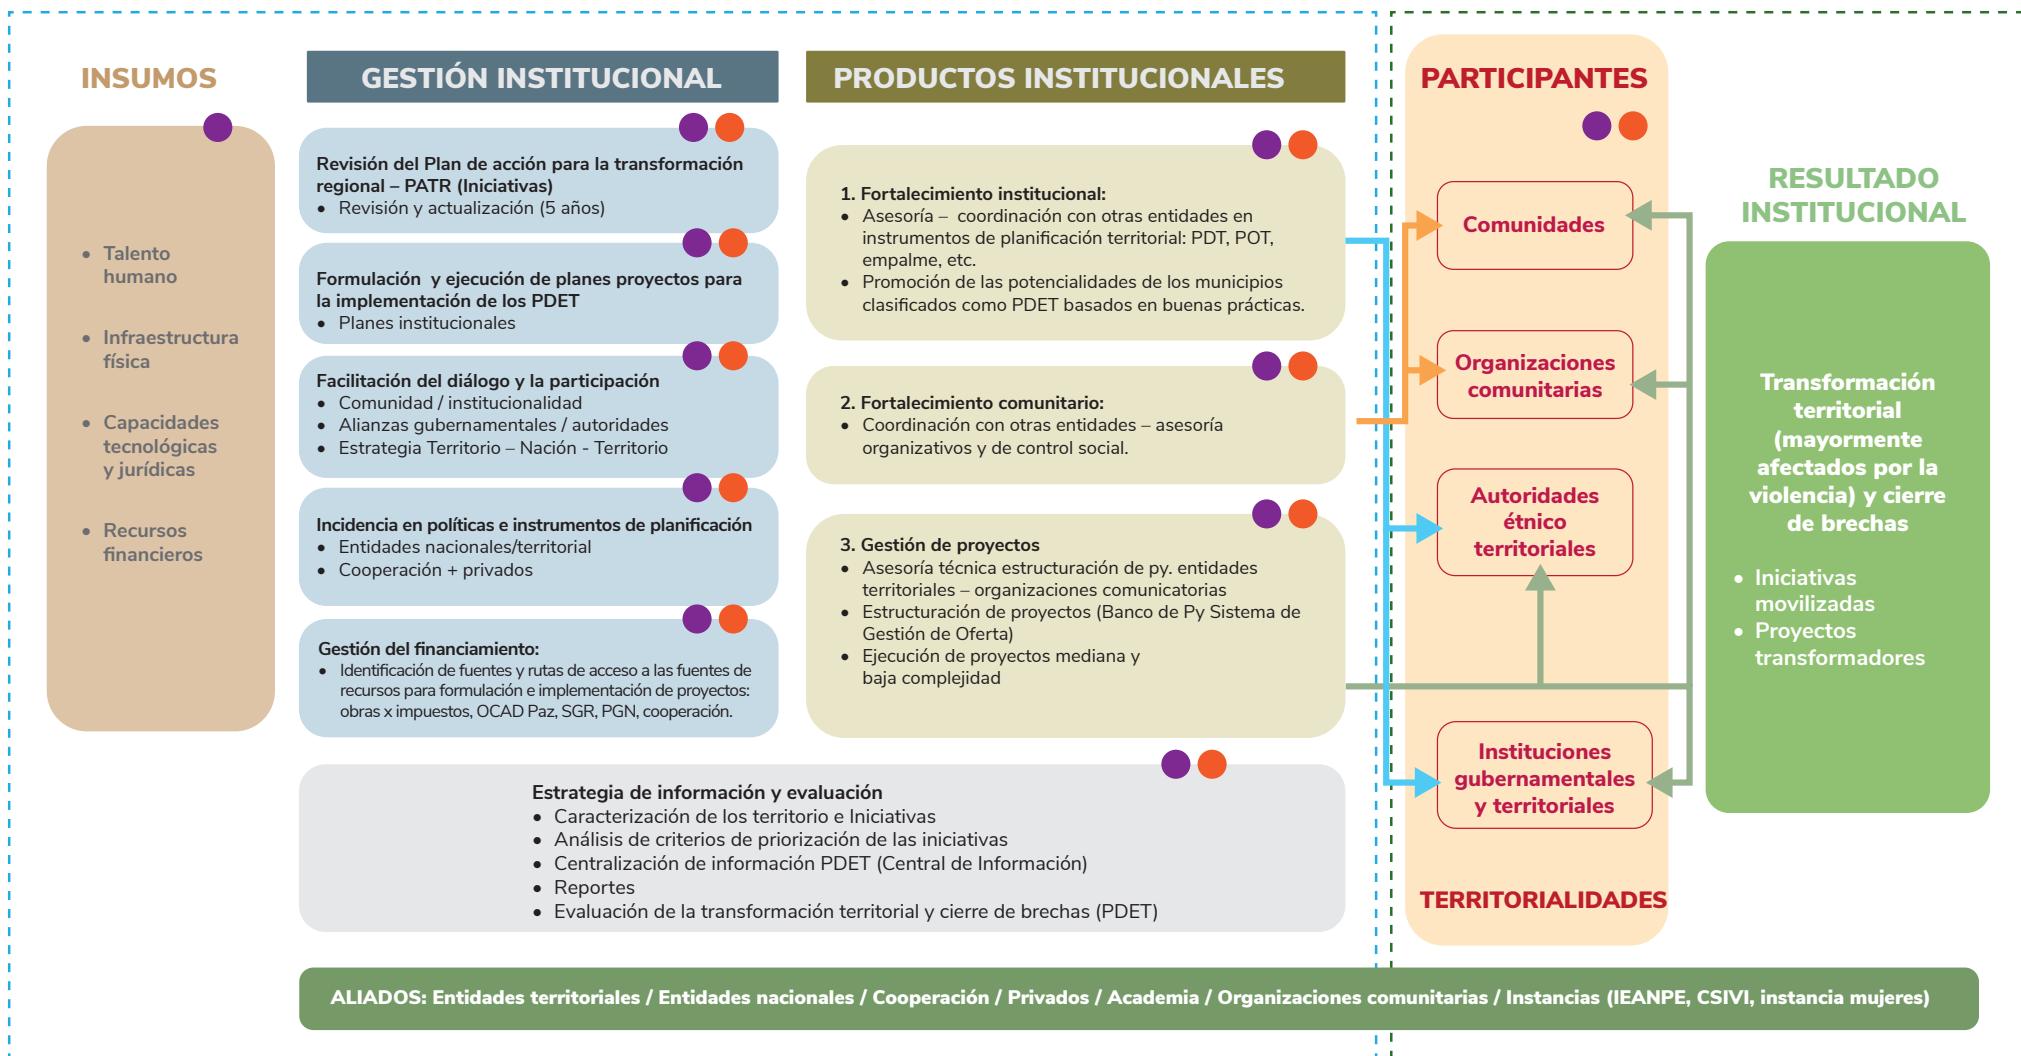 INSUMOS
• Talento
humano
• Infraestructura
física
• Capacidades
tecnológicas
y jurídicas
• Recursos
financieros
GESTIÓN INSTITUCIONAL
Revisión del Plan de acción para la transformación
regional – PATR (Iniciativas)
• Revisión y actualización (5 años)
Formulación y ejecución de planes proyectos para
la implementación de los PDET
• Planes institucionales
Facilitación del diálogo y la participación
• Comunidad / institucionalidad
• Alianzas gubernamentales / autoridades
• Estrategia Territorio – Nación - Territorio
Incidencia en políticas e instrumentos de planificación
• Entidades nacionales/territorial
• Cooperación + privados
Gestión del financiamiento:
• Identificación de fuentes y rutas de acceso a las fuentes de
recursos para formulación e implementación de proyectos:
obras x impuestos, OCAD Paz, SGR, PGN, cooperación.
PRODUCTOS INSTITUCIONALES
1. Fortalecimiento institucional:
• Asesoría – coordinación con otras entidades en
instrumentos de planificación territorial: PDT, POT,
empalme, etc.
• Promoción de las potencialidades de los municipios
clasificados como PDET basados en buenas prácticas.
2. Fortalecimiento comunitario:
• Coordinación con otras entidades – asesoría
organizativos y de control social.
3. Gestión de proyectos
• Asesoría técnica estructuración de py. entidades
territoriales – organizaciones comunicatorias
• Estructuración de proyectos (Banco de Py Sistema de
Gestión de Oferta)
• Ejecución de proyectos mediana y
baja complejidad
Estrategia de información y evaluación
• Caracterización de los territorio e Iniciativas
• Análisis de criterios de priorización de las iniciativas
• Centralización de información PDET (Central de Información)
• Reportes
• Evaluación de la transformación territorial y cierre de brechas (PDET)
PARTICIPANTES
Comunidades
Organizaciones
comunitarias
Autoridades
étnico
territoriales
Instituciones
gubernamentales
y territoriales
TERRITORIALIDADES
RESULTADO
INSTITUCIONAL
Transformación
territorial
(mayormente
afectados por la
violencia) y cierre
de brechas
• Iniciativas
movilizadas
• Proyectos
transformadores
ALIADOS: Entidades territoriales / Entidades nacionales / Cooperación / Privados / Academia / Organizaciones comunitarias / Instancias (IEANPE, CSIVI, instancia mujeres)